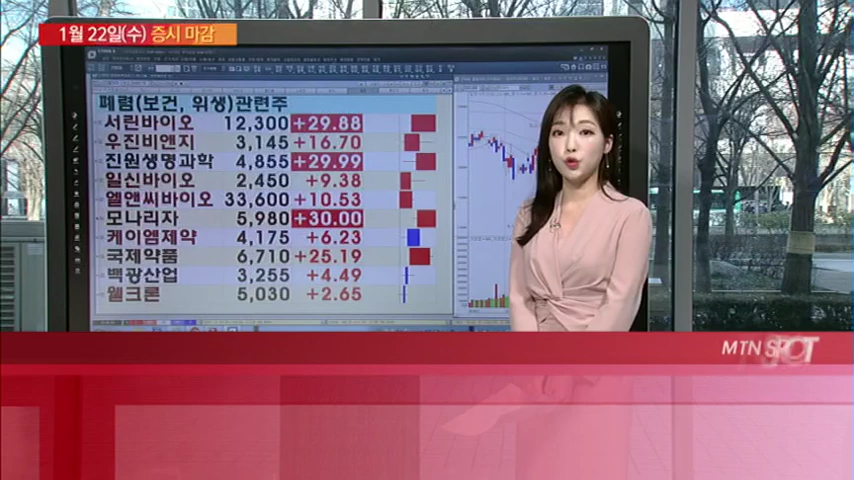 1월 22일(수) 증시 마감
폐렴(보건, 위생)관련주
서린바이오 12,300 +29.88
우진비앤지 3,145 +16.70
진원생명과학 4,855 +29.99
일신바이오 2,450 +9.38
엘앤씨바이오 33,600 +10.53
모나리자 5,980 +30.00
케이엠제약 4,175 +6.23
국제약품 6,710 +25.19
백광산업 3,255 +4.49
웰크론 5,030 +2.65
MTN